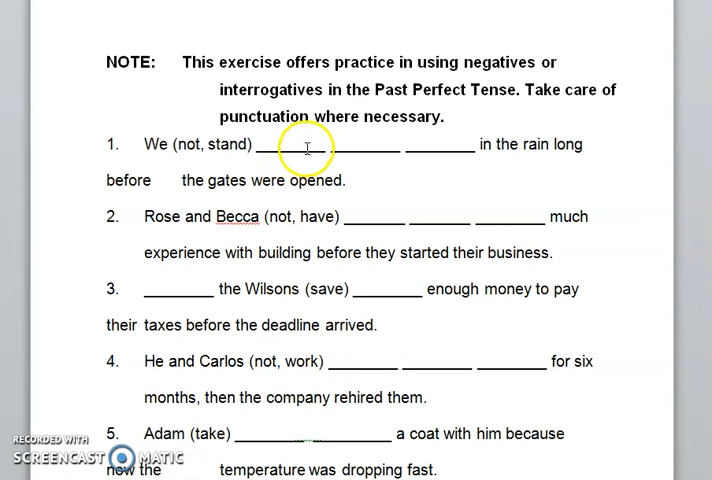 NOTE: This exercise offers practice in using negatives or
interrogatives in the Past Perfect Tense. Take care of
punctuation where necessary.
1. We (not, stand) ________ ________ ________ in the rain long
before the gates were opened.
2. Rose and Becca (not, have) _______ _______ ________ much
experience with building before they started their business.
3. ________ the Wilsons (save) ________ enough money to pay
their taxes before the deadline arrived.
4. He and Carlos (not, work) ________ ________ ________ for six
months, then the company rehired them.
5. Adam (take) __________________ a coat with him because
now the temperature was dropping fast.
RECORDED WITH
SCREENCAST MATIC